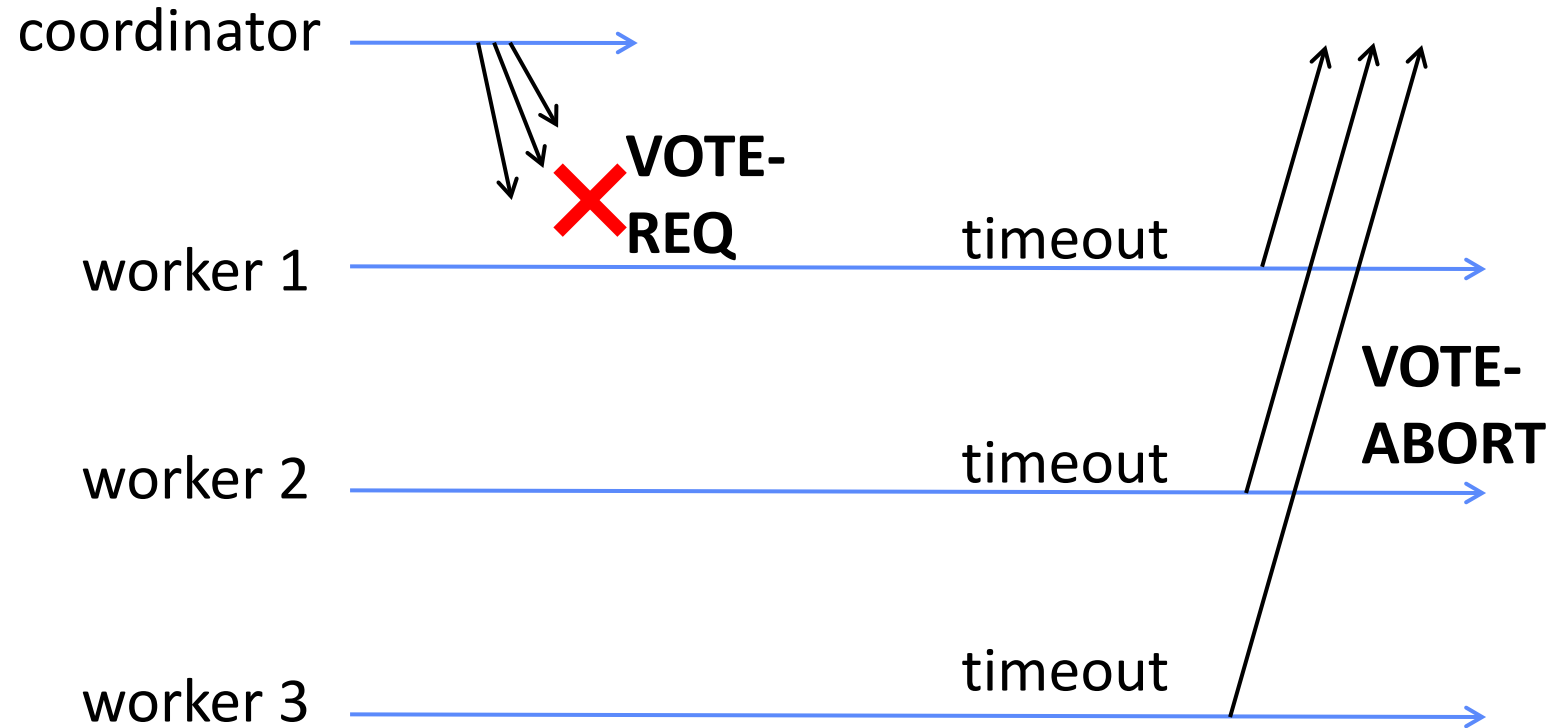 coordinator
VOTE-
REQ
timeout
worker 1
VOTE-
ABORT
timeout
worker 2
timeout
worker 3